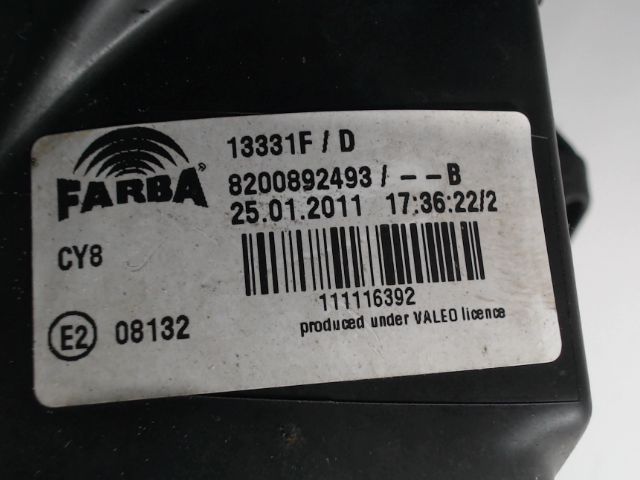 FARBA®
13331F / D
8200892493 / - - B
25.01.2011 17:36:22/2
CY8
111116392
E2 08132
produced under VALEO licence